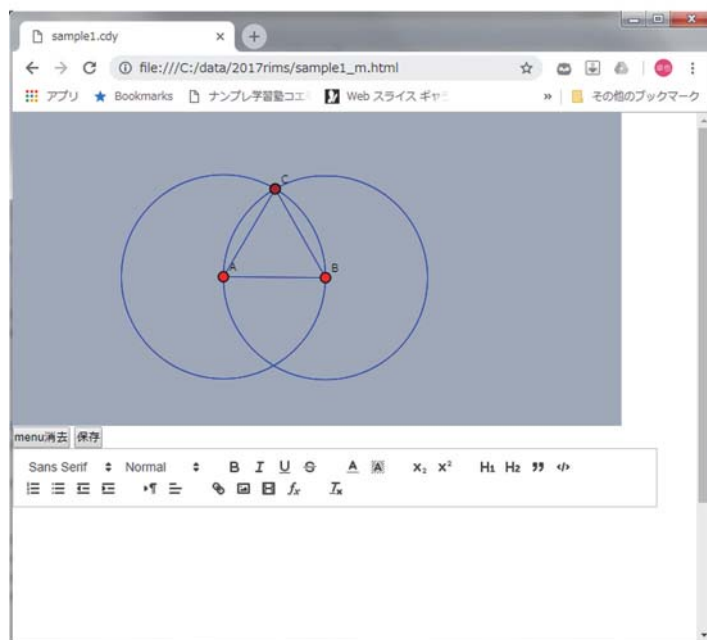 sample1.cdy
file:///C:/data/2017rims/sample1_m.html
アプリ Bookmarks ナンプレ学習塾コエ Web スライス ギャ » その他のブックマーク
C
A B
menu消去 保存
Sans Serif Normal B I U S A A X₂ X² H1 H2 ” </>
¶ fx Tx